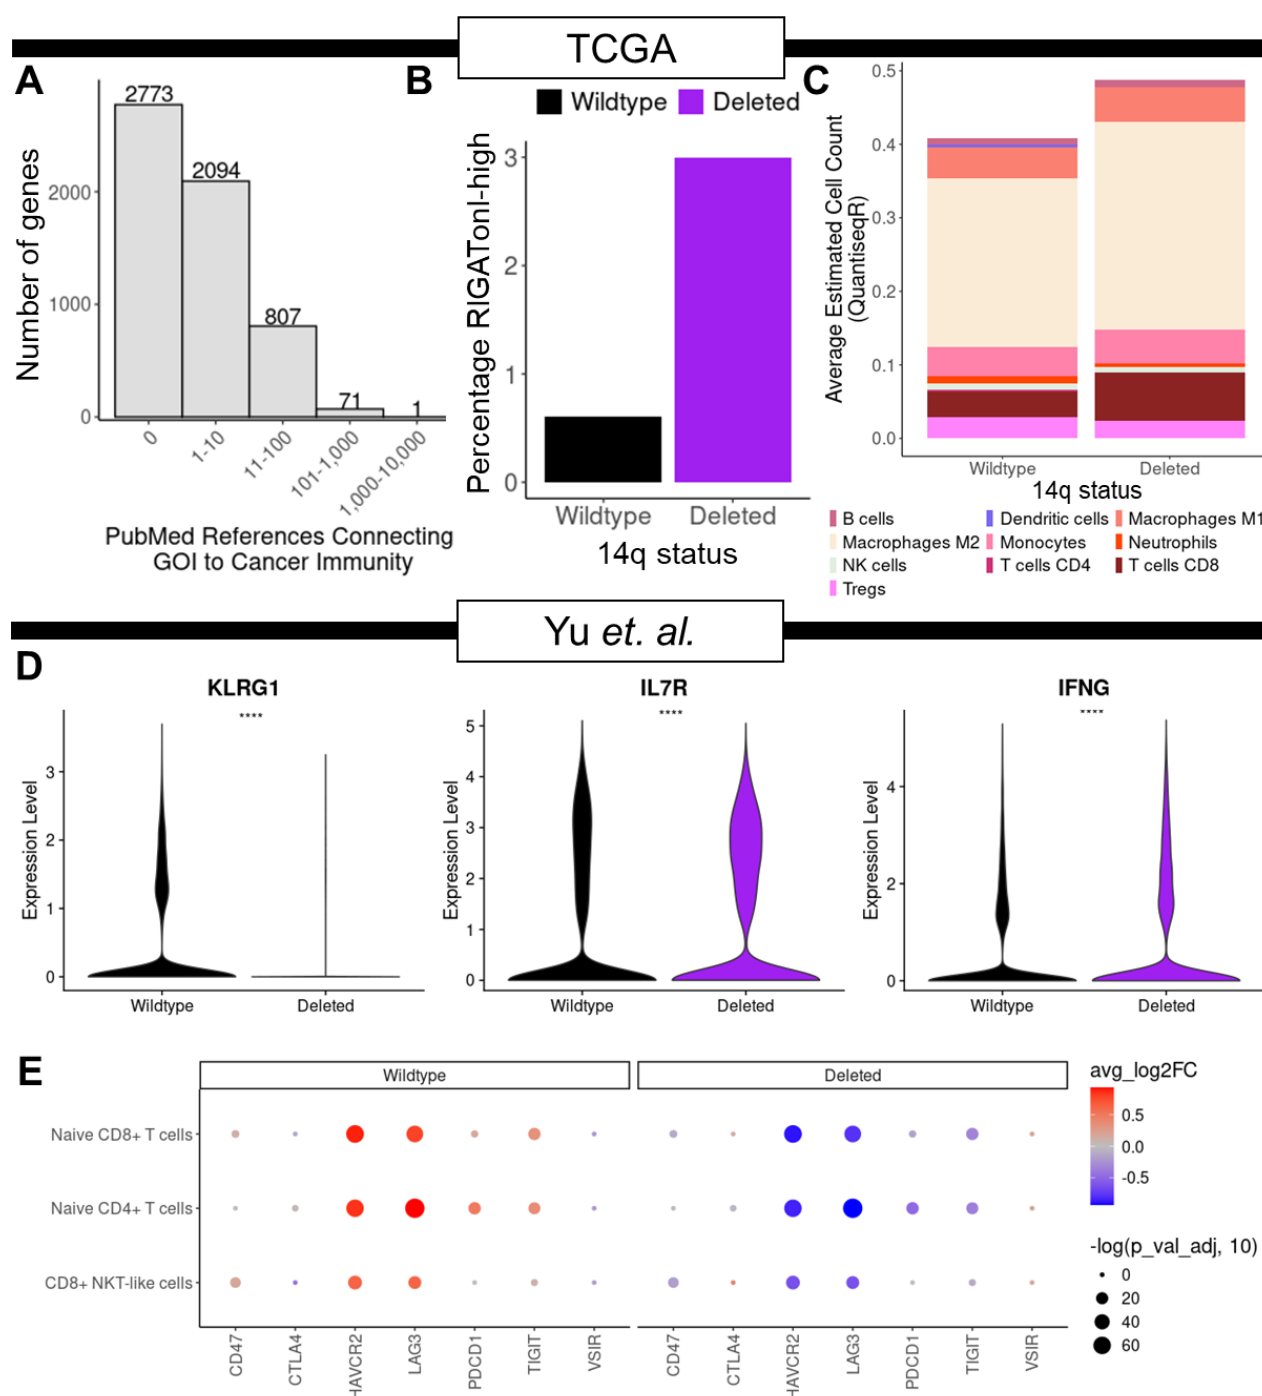 TCGA
A
Number of genes
2000
1000
0
2773
2094
807
71
1
0
1-10
11-100
101-1,000
1,000-10,000
PubMed References Connecting
GOI to Cancer Immunity
B
Wildtype
Deleted
Percentage RIGATonI-high
3
2
1
0
Wildtype
Deleted
14q status
C
Average Estimated Cell Count
(QuantiseqR)
0.5
0.4
0.3
0.2
0.1
0.0
Wildtype
Deleted
14q status
B cells
Dendritic cells
Macrophages M1
Macrophages M2
Monocytes
Neutrophils
NK cells
T cells CD4
T cells CD8
Tregs
Yu et. al.
D
KLRG1
****
Expression Level
3
2
1
0
Wildtype
Deleted
IL7R
****
Expression Level
5
4
3
2
1
0
Wildtype
Deleted
IFNG
****
Expression Level
4
2
0
Wildtype
Deleted
E
Wildtype
Deleted
Naive CD8+ T cells
Naive CD4+ T cells
CD8+ NKT-like cells
CD47
CTLA4
HAVCR2
LAG3
PDCD1
TIGIT
VSIR
CD47
CTLA4
HAVCR2
LAG3
PDCD1
TIGIT
VSIR
avg_log2FC
0.5
0.0
-0.5
-log(p_val_adj, 10)
0
20
40
60